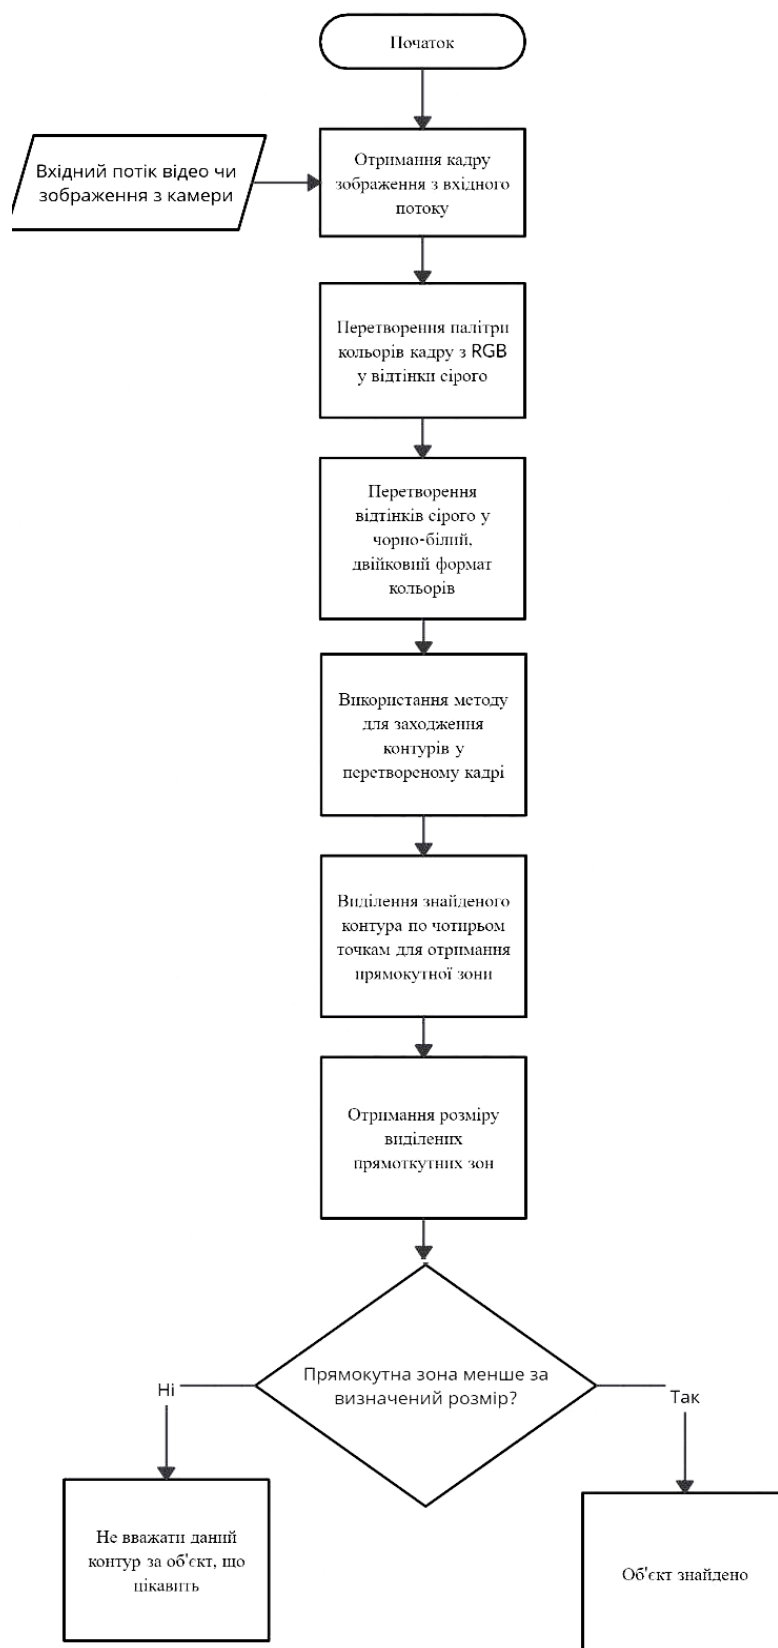 Початок
Вхідний потік відео чи
зображення з камери
Отримання кадру
зображення з вхідного
потоку
Перетворення палітри
кольорів кадру з RGB
у відтінки сірого
Перетворення
відтінків сірого у
чорно-білий,
двійковий формат
кольорів
Використання методу
для заходження
контурів у
перетвореному кадрі
Виділення знайденого
контура по чотирьом
точкам для отримання
прямокутної зони
Отримання розміру
виділених
прямоткутних зон
Прямокутна зона менше за
визначений розмір?
Ні
Так
Не вважати даний
контур за об'єкт, що
цікавить
Об'єкт знайдено